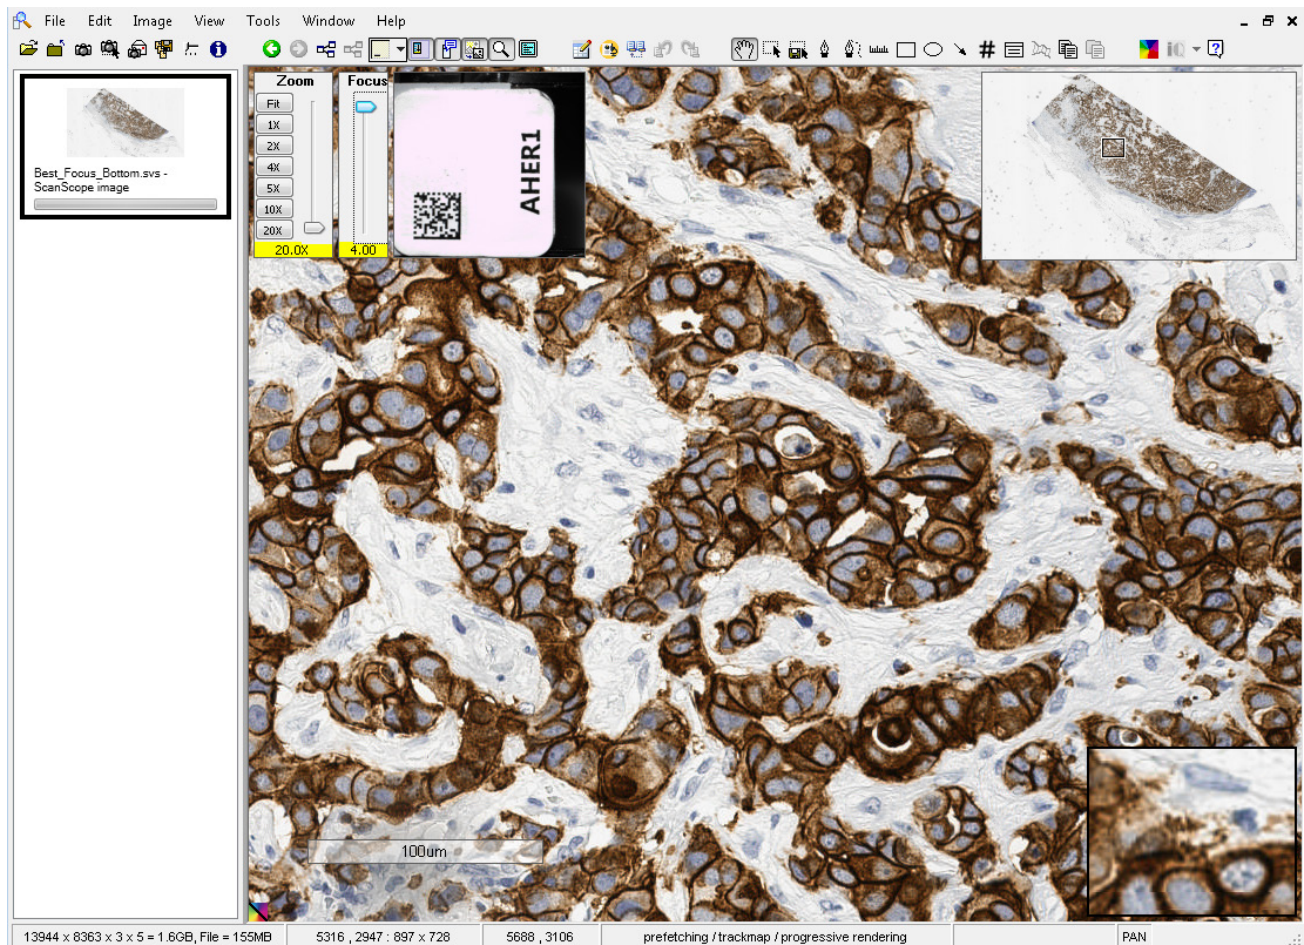 File Edit Image View Tools Window Help
iQ
Zoom
Focus
Fit
1X
2X
4X
5X
10X
20X
20.0X
4.00
AHER1
Best_Focus_Bottom.svs -
ScanScope image
100um
13944 x 8363 x 3 x 5 = 1.6GB, File = 155MB
5316 , 2947 : 897 x 728
5688 , 3106
prefetching / trackmap / progressive rendering
PAN